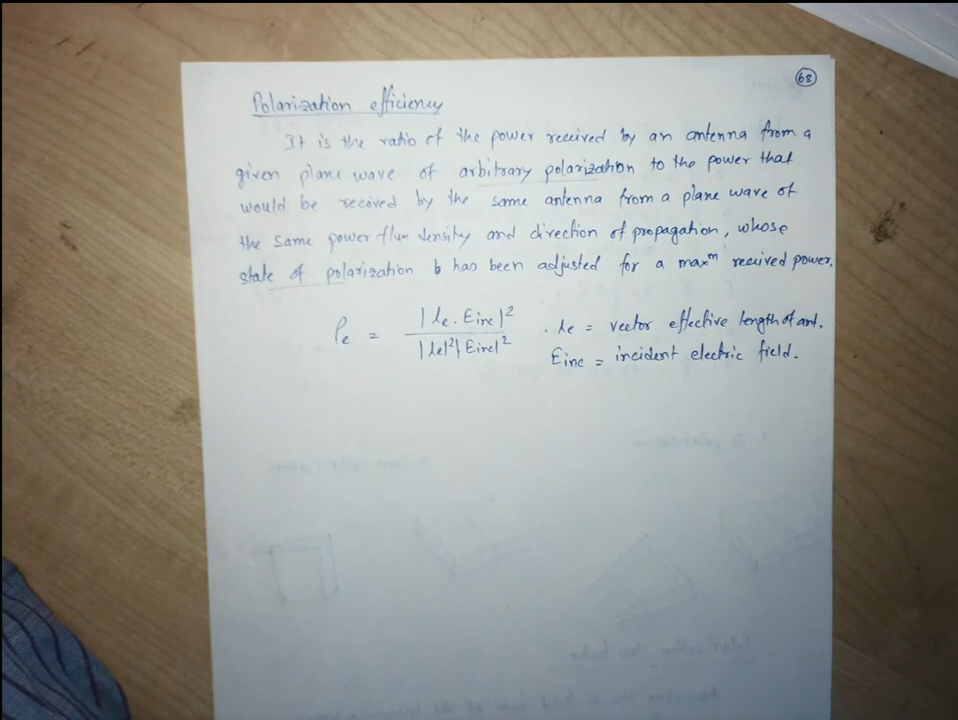 68
Polarization efficiency
It is the ratio of the power received by an antenna from a
given plane wave of arbitrary polarization to the power that
would be recoved by the same antenna from a plane wave of
the same power flux density and direction of propagation, whose
state of polarization b has been adjusted for a maxᵐ received power.
Pe = |le . Einc|² / |le|²|Einc|² . le = vector effective length of ant.
Einc = incident electric field.